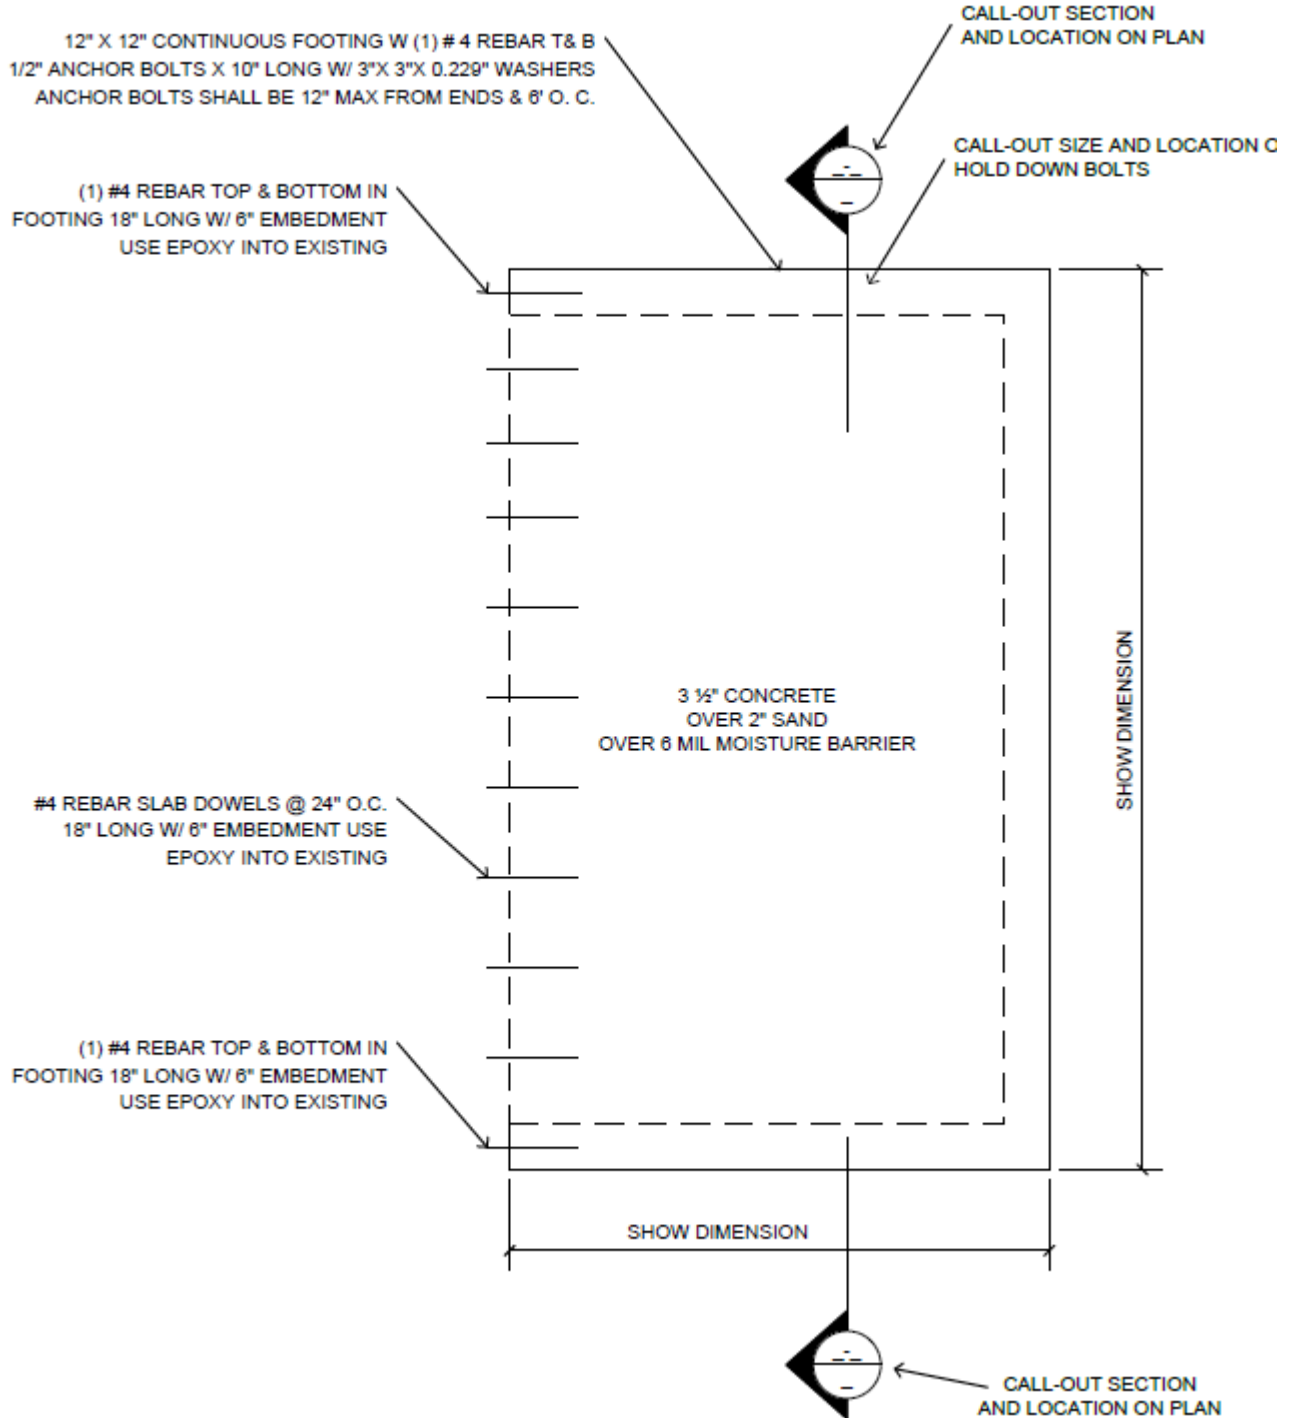 CALL-OUT SECTION
AND LOCATION ON PLAN
12" X 12" CONTINUOUS FOOTING W (1) # 4 REBAR T& B
1/2" ANCHOR BOLTS X 10" LONG W/ 3"X 3"X 0.229" WASHERS
ANCHOR BOLTS SHALL BE 12" MAX FROM ENDS & 6' O. C.
CALL-OUT SIZE AND LOCATION
HOLD DOWN BOLTS
(1) #4 REBAR TOP & BOTTOM IN
FOOTING 18" LONG W/ 6" EMBEDMENT
USE EPOXY INTO EXISTING
3 ½" CONCRETE
OVER 2" SAND
OVER 6 MIL MOISTURE BARRIER
SHOW DIMENSION
#4 REBAR SLAB DOWELS @ 24" O.C.
18" LONG W/ 6" EMBEDMENT USE
EPOXY INTO EXISTING
(1) #4 REBAR TOP & BOTTOM IN
FOOTING 18" LONG W/ 6" EMBEDMENT
USE EPOXY INTO EXISTING
SHOW DIMENSION
CALL-OUT SECTION
AND LOCATION ON PLAN